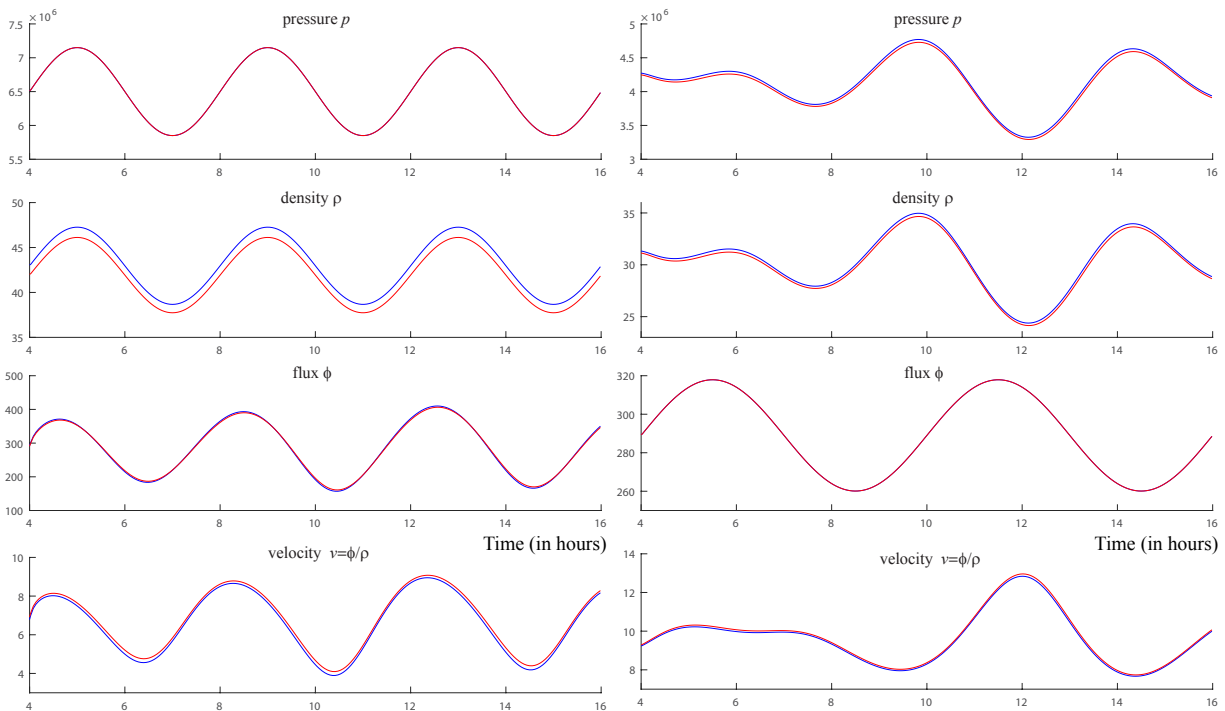 pressure p
× 10⁶
7.5
7
6.5
6
5.5
4 6 8 10 12 14 16
density ρ
50
45
40
35
4 6 8 10 12 14 16
flux ϕ
500
400
300
200
100
4 6 8 10 12 14 16
Time (in hours)
velocity v=ϕ/ρ
10
8
6
4
4 6 8 10 12 14 16
pressure p
× 10⁶
5
4.5
4
3.5
3
4 6 8 10 12 14 16
density ρ
35
30
25
4 6 8 10 12 14 16
flux ϕ
320
300
280
260
4 6 8 10 12 14 16
Time (in hours)
velocity v=ϕ/ρ
14
12
10
8
4 6 8 10 12 14 16